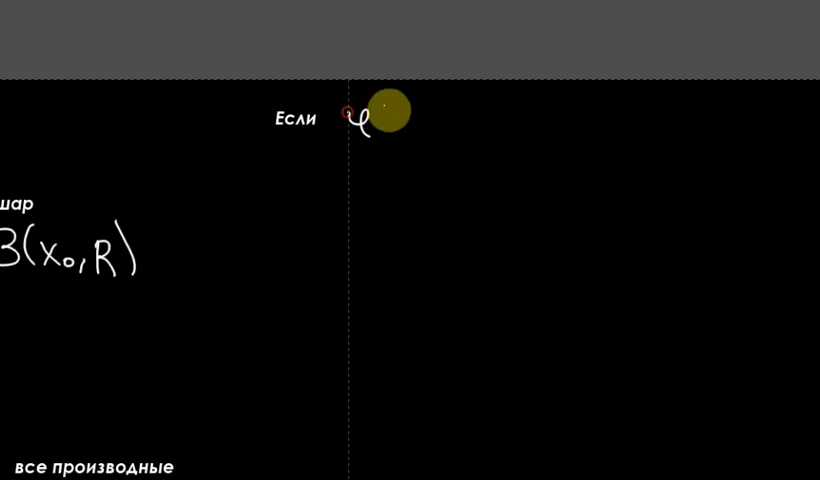 Если φ
шар
B(x₀, R)
все производные